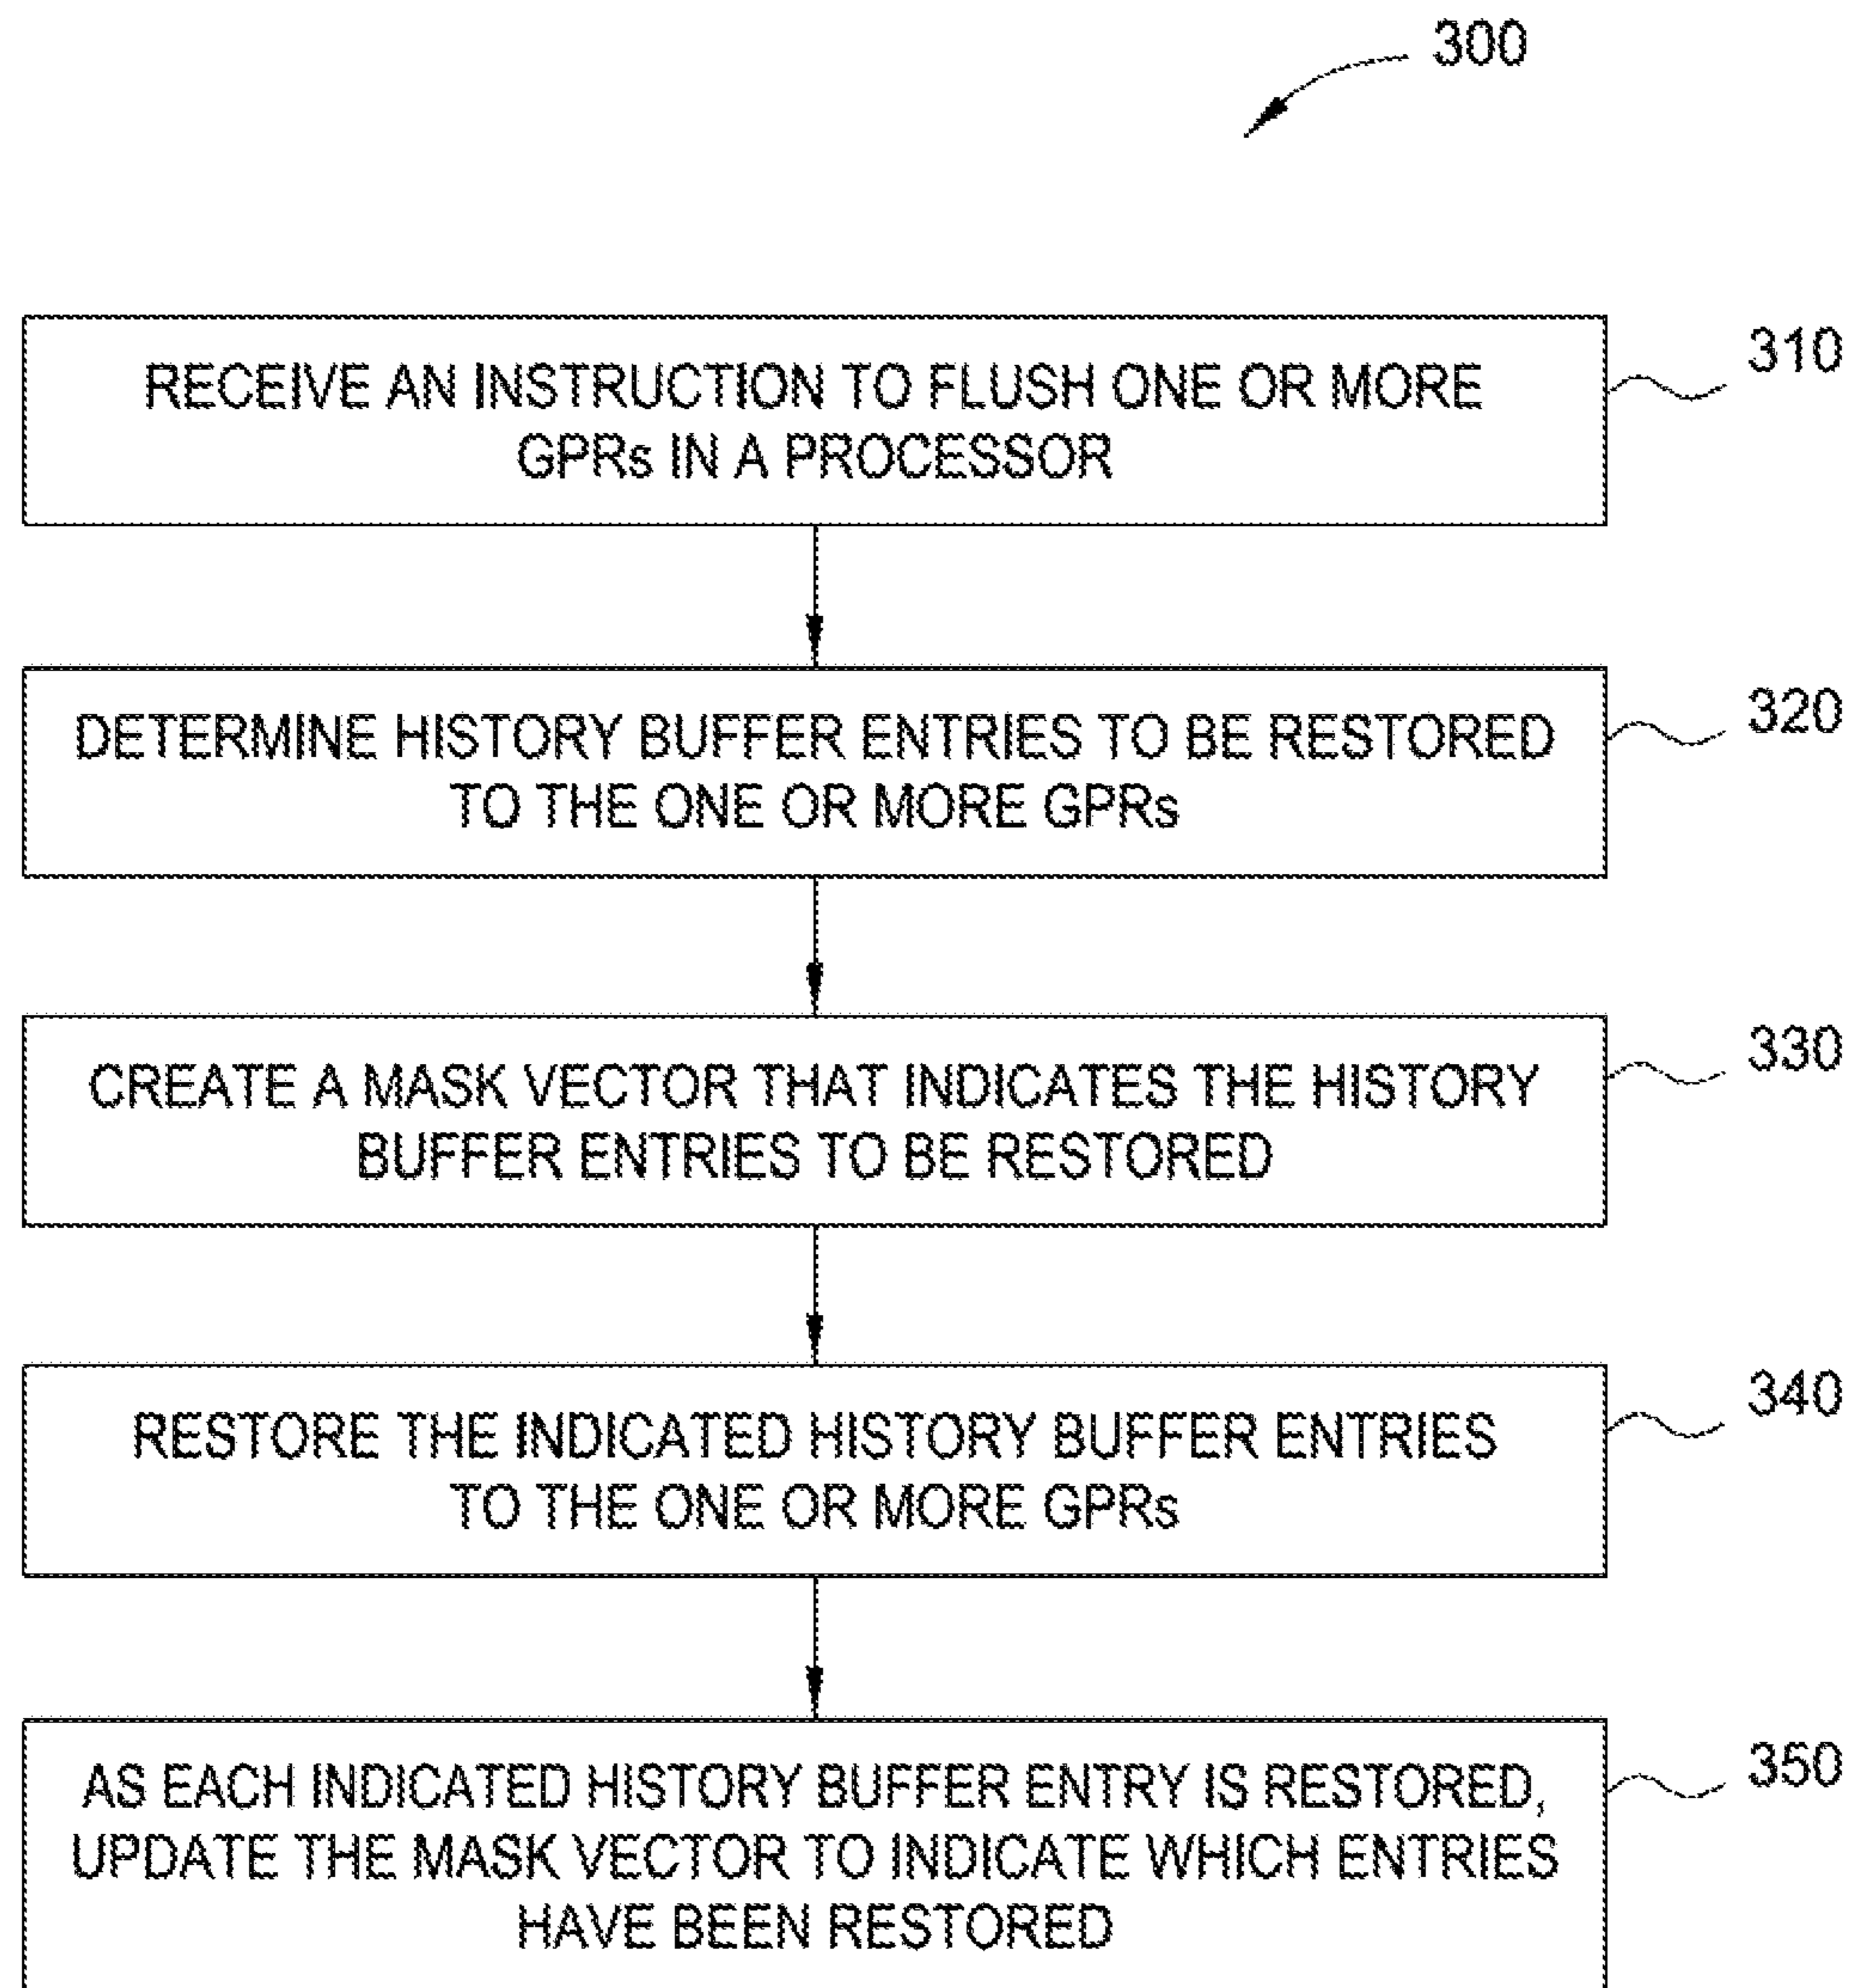 300
RECEIVE AN INSTRUCTION TO FLUSH ONE OR MORE
GPRs IN A PROCESSOR
310
DETERMINE HISTORY BUFFER ENTRIES TO BE RESTORED
TO THE ONE OR MORE GPRs
320
CREATE A MASK VECTOR THAT INDICATES THE HISTORY
BUFFER ENTRIES TO BE RESTORED
330
RESTORE THE INDICATED HISTORY BUFFER ENTRIES
TO THE ONE OR MORE GPRs
340
AS EACH INDICATED HISTORY BUFFER ENTRY IS RESTORED,
UPDATE THE MASK VECTOR TO INDICATE WHICH ENTRIES
HAVE BEEN RESTORED
350